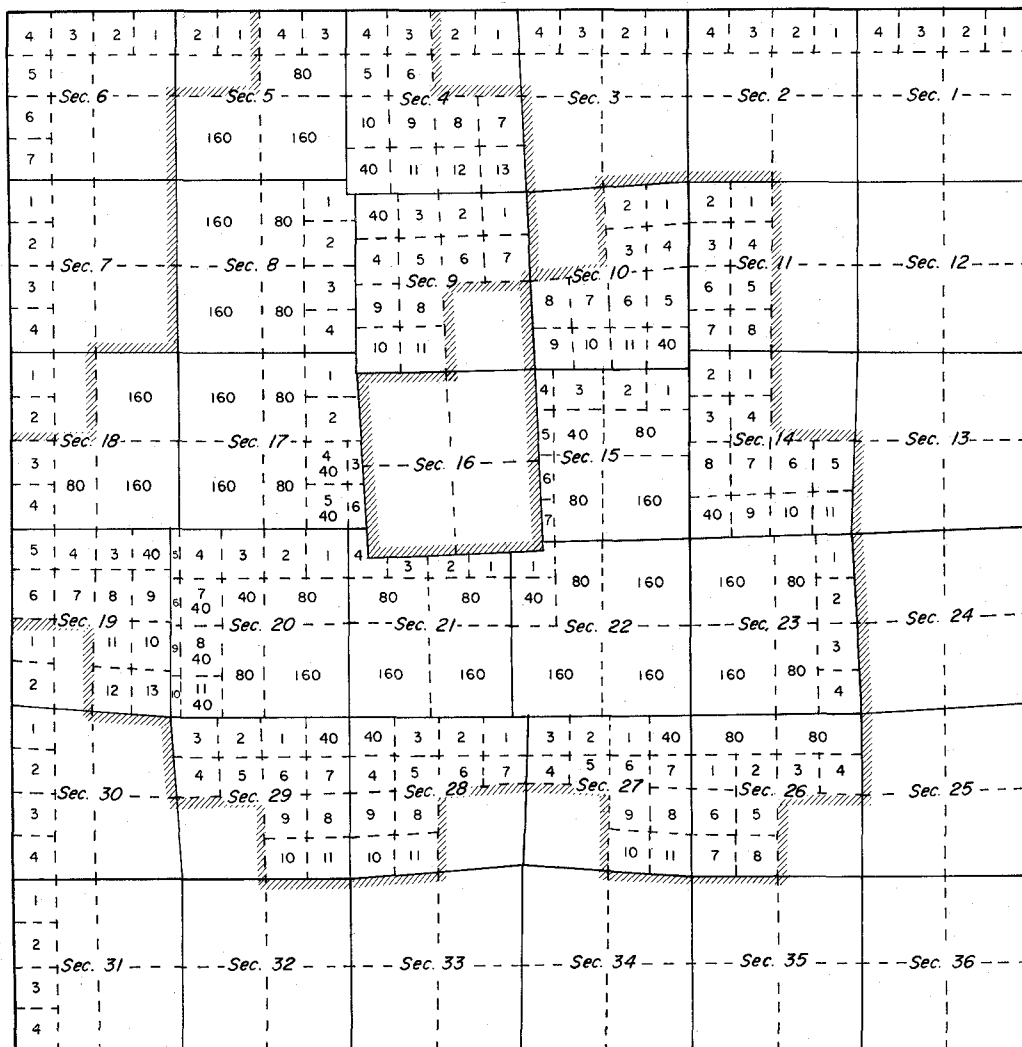 4 3 2 1 2 1 4 3 4 3 2 1 4 3 2 1 4 3 2 1 4 3 2 1
5 80 5 6
Sec. 6 Sec. 5 Sec. 4 Sec. 3 Sec. 2 Sec. 1
6 160 160 10 9 8 7
7 40 11 12 13
1 160 80 1 40 3 2 1 2 1 2 1
2 2 4 5 6 7 3 4 3 4
Sec. 7 Sec. 8 Sec. 9 Sec. 10 Sec. 11 Sec. 12
3 160 80 3 9 8 8 7 6 5 6 5
4 4 10 11 9 10 11 40 7 8
1 160 160 80 1 4 3 2 1 2 1
2 2 5 40 80 3 4
Sec. 18 Sec. 17 Sec. 16 Sec. 15 Sec. 14 Sec. 13
3 80 160 160 80 4 40 3 6 80 160 8 7 6 5
4 5 40 16 7 40 9 10 11
5 4 3 40 5 4 3 2 1 4 3 2 1 1 80 160 160 80 1
6 7 8 9 6 7 40 40 80 80 80 40 2
Sec. 19 Sec. 20 Sec. 21 Sec. 22 Sec. 23 Sec. 24
1 11 10 9 8 40 3
2 12 13 10 11 40 80 160 160 160 160 160 160 80 4
1 3 2 1 40 40 3 2 1 3 2 1 40 80 80
2 4 5 6 7 4 5 6 7 4 5 6 7 1 2 3 4
Sec. 30 Sec. 29 Sec. 28 Sec. 27 Sec. 26 Sec. 25
3 9 8 9 8 9 8 6 5
4 10 11 10 11 10 11 7 8
1
2
Sec. 31 Sec. 32 Sec. 33 Sec. 34 Sec. 35 Sec. 36
3
4